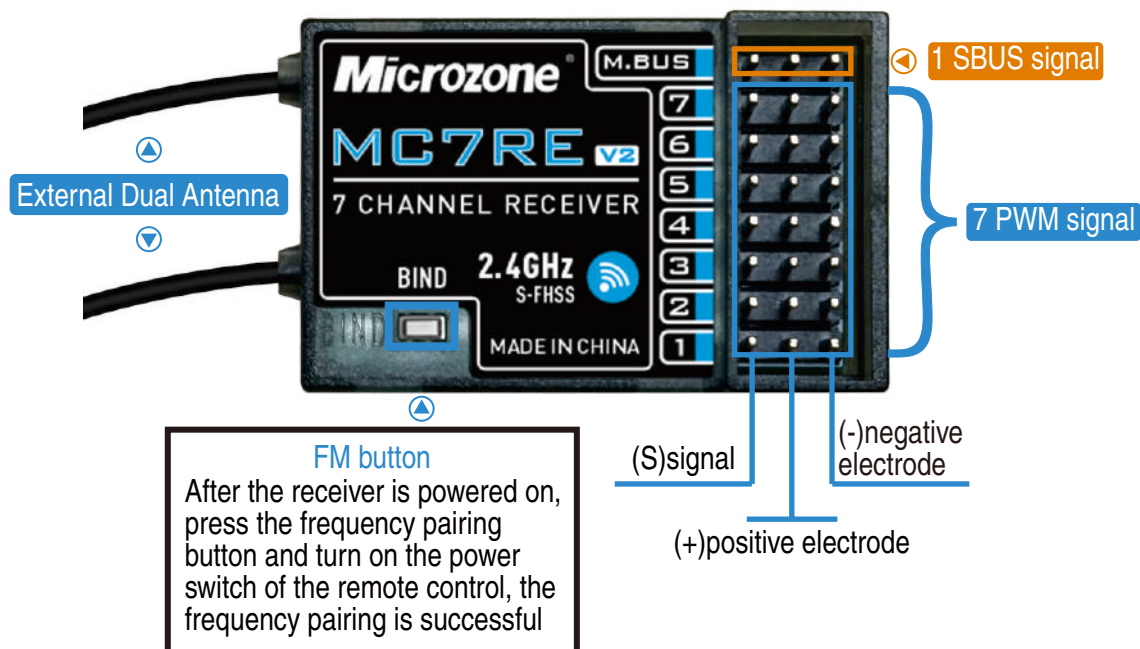 Microzone®
M.BUS
1 SBUS signal
7
MC7RE V2
6
External Dual Antenna
7 CHANNEL RECEIVER
5
4
7 PWM signal
2.4GHz
S-FHSS
3
BIND
2
BIND
MADE IN CHINA
1
(S)signal
(-)negative
electrode
(+)positive electrode
FM button
After the receiver is powered on,
press the frequency pairing
button and turn on the power
switch of the remote control, the
frequency pairing is successful